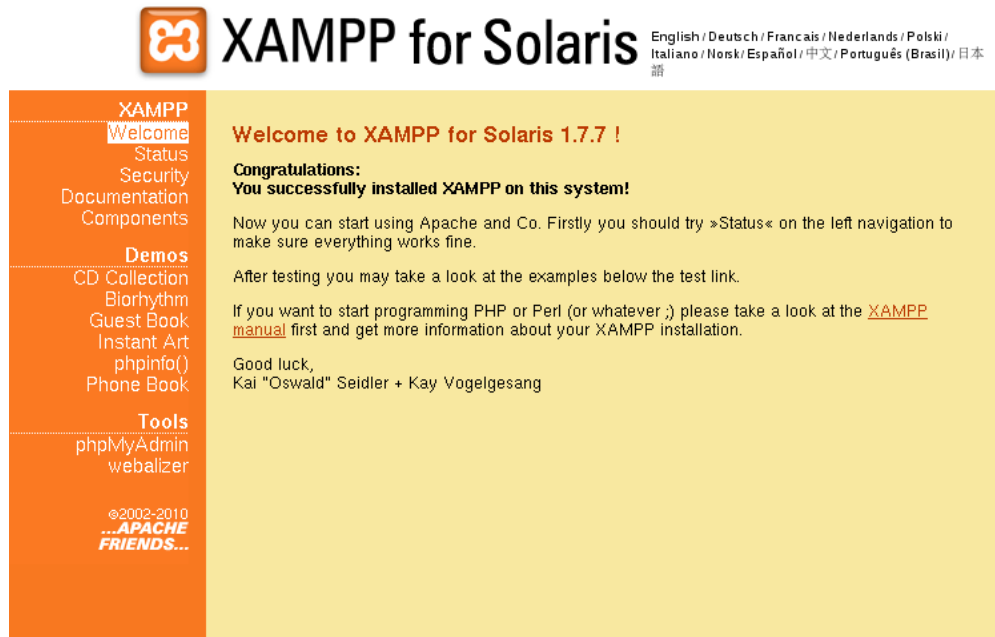 XAMPP for Solaris
English / Deutsch / Francais / Nederlands / Polski /
Italiano / Norsk / Español / 中文 / Português (Brasil) / 日本
語
XAMPP
Welcome
Status
Security
Documentation
Components
Demos
CD Collection
Biorhythm
Guest Book
Instant Art
phpinfo()
Phone Book
Tools
phpMyAdmin
webalizer
©2002-2010
...APACHE
FRIENDS...
Welcome to XAMPP for Solaris 1.7.7 !
Congratulations:
You successfully installed XAMPP on this system!
Now you can start using Apache and Co. Firstly you should try »Status« on the left navigation to
make sure everything works fine.
After testing you may take a look at the examples below the test link.
If you want to start programming PHP or Perl (or whatever ;) please take a look at the XAMPP
manual first and get more information about your XAMPP installation.
Good luck,
Kai "Oswald" Seidler + Kay Vogelgesang